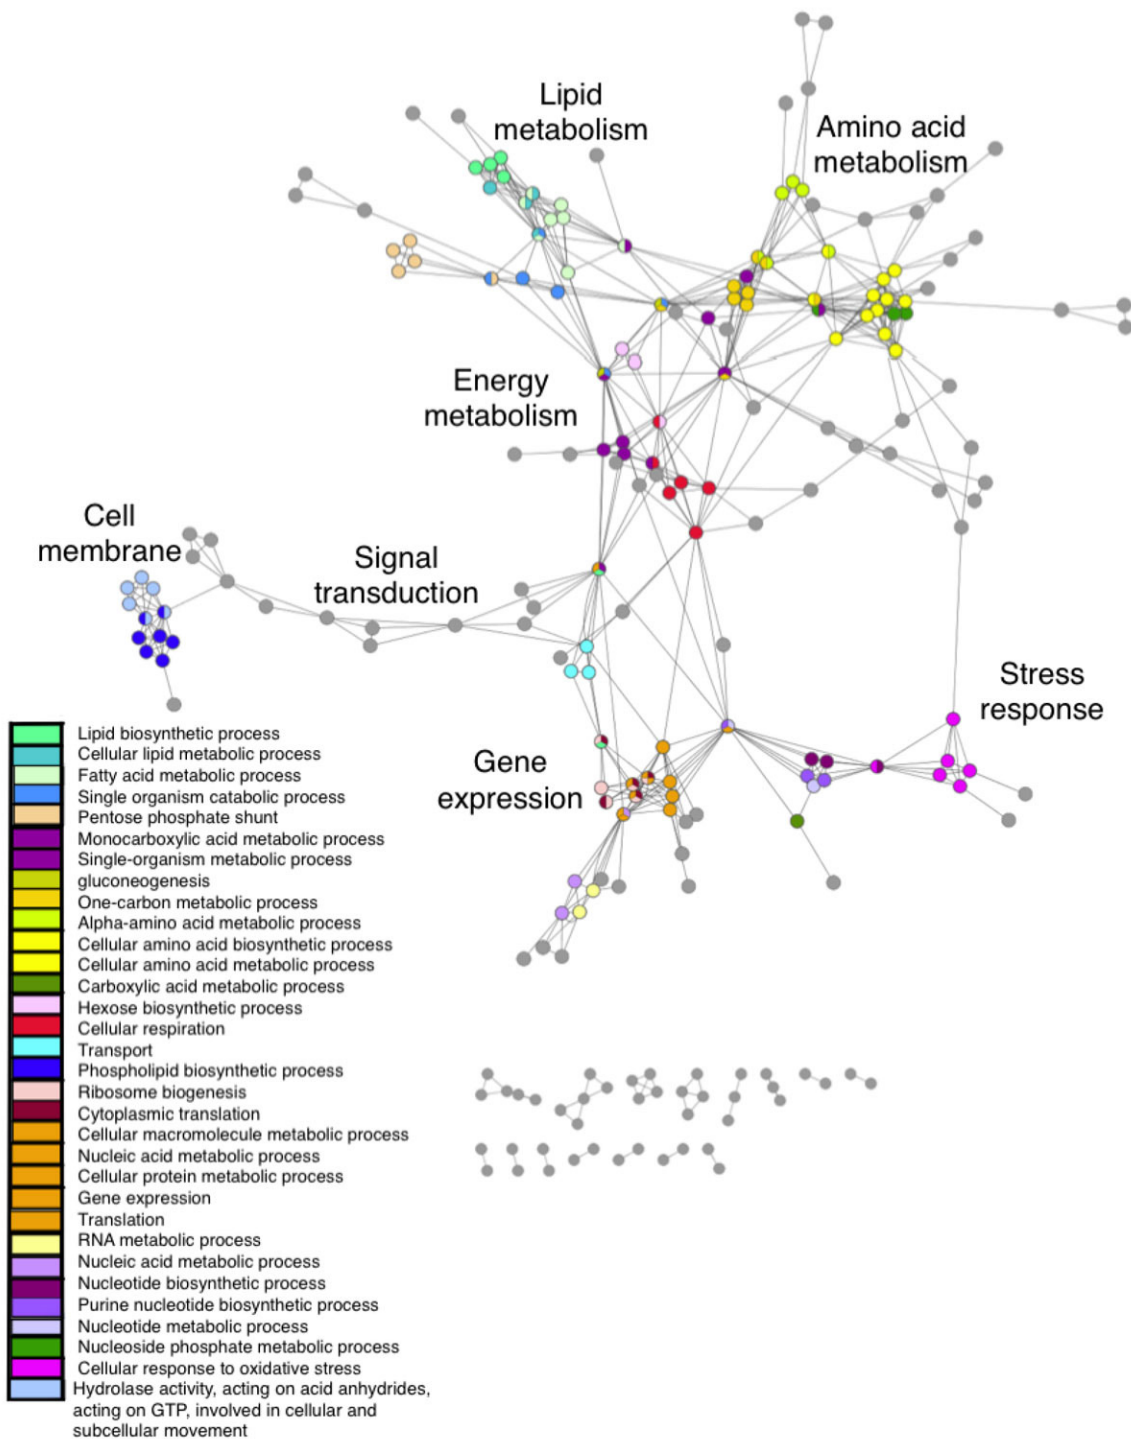 Lipid
metabolism
Amino acid
metabolism
Energy
metabolism
Cell
membrane
Signal
transduction
Stress
response
Gene
expression
Lipid biosynthetic process
Cellular lipid metabolic process
Fatty acid metabolic process
Single organism catabolic process
Pentose phosphate shunt
Monocarboxylic acid metabolic process
Single-organism metabolic process
gluconeogenesis
One-carbon metabolic process
Alpha-amino acid metabolic process
Cellular amino acid biosynthetic process
Cellular amino acid metabolic process
Carboxylic acid metabolic process
Hexose biosynthetic process
Cellular respiration
Transport
Phospholipid biosynthetic process
Ribosome biogenesis
Cytoplasmic translation
Cellular macromolecule metabolic process
Nucleic acid metabolic process
Cellular protein metabolic process
Gene expression
Translation
RNA metabolic process
Nucleic acid metabolic process
Nucleotide biosynthetic process
Purine nucleotide biosynthetic process
Nucleotide metabolic process
Nucleoside phosphate metabolic process
Cellular response to oxidative stress
Hydrolase activity, acting on acid anhydrides,
acting on GTP, involved in cellular and
subcellular movement